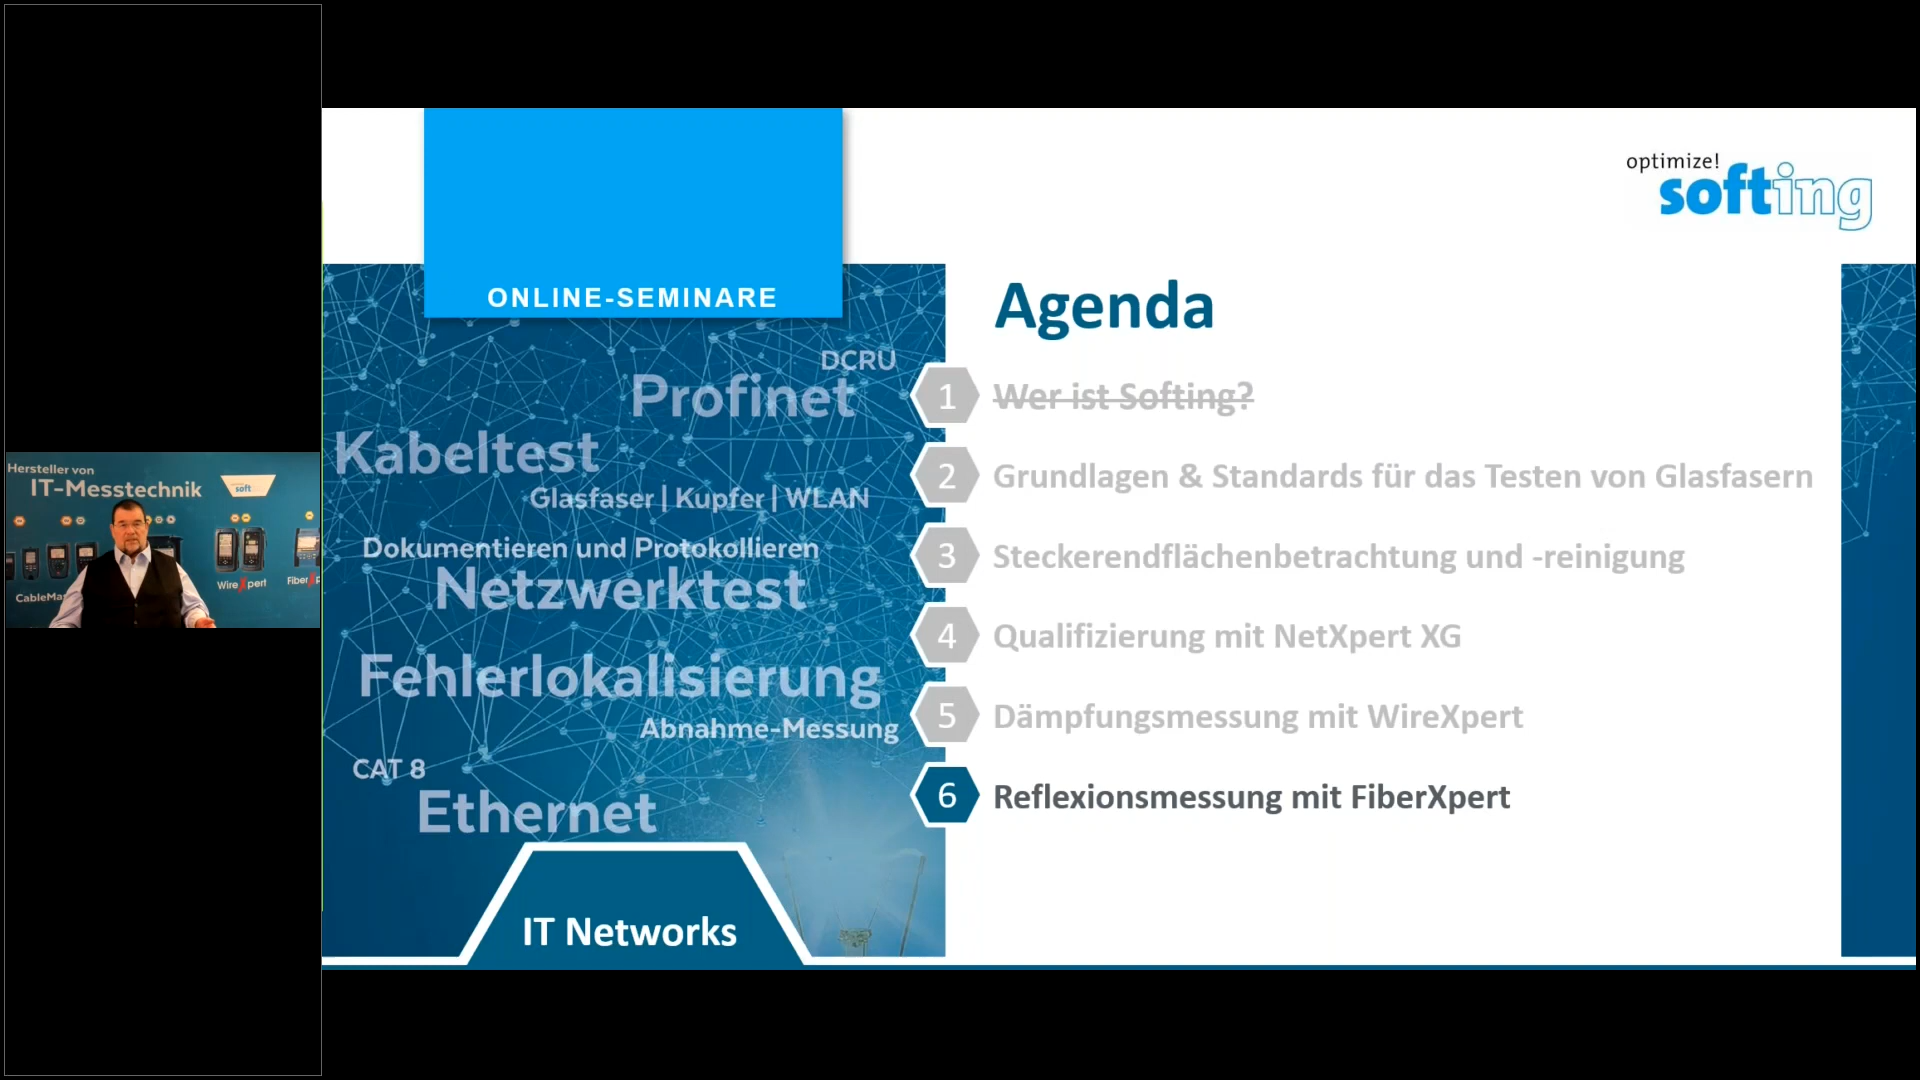 Hersteller von
IT-Messtechnik
soft
CableMa
WireXpert
ONLINE-SEMINARE
DCRU
Profinet
Kabeltest
Glasfaser | Kupfer | WLAN
Dokumentieren und Protokollieren
Netzwerktest
Fehlerlokalisierung
Abnahme-Messung
CAT 8
Ethernet
IT Networks
optimize!
softing
Agenda
1 Wer ist Softing?
2 Grundlagen & Standards für das Testen von Glasfasern
3 Steckerendflächenbetrachtung und -reinigung
4 Qualifizierung mit NetXpert XG
5 Dämpfungsmessung mit WireXpert
6 Reflexionsmessung mit FiberXpert